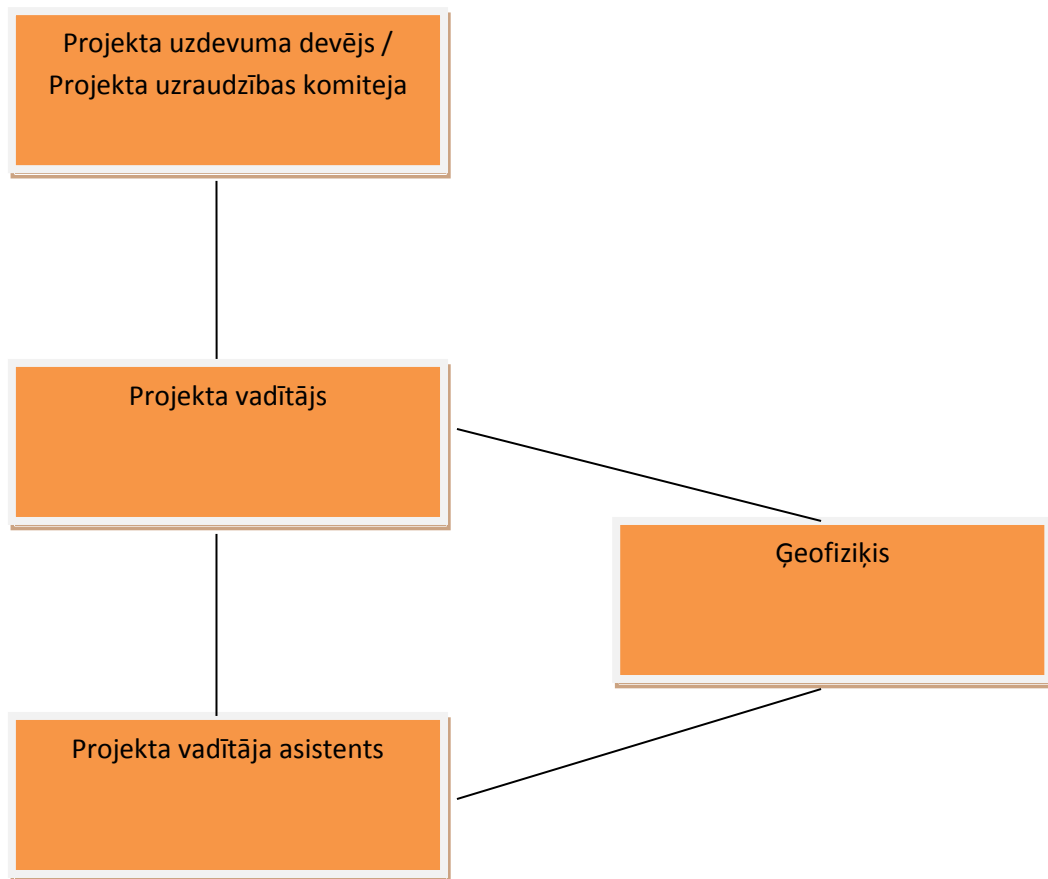 Projekta uzdevuma devējs /
Projekta uzraudzības komiteja
Projekta vadītājs
Ģeofiziķis
Projekta vadītāja asistents